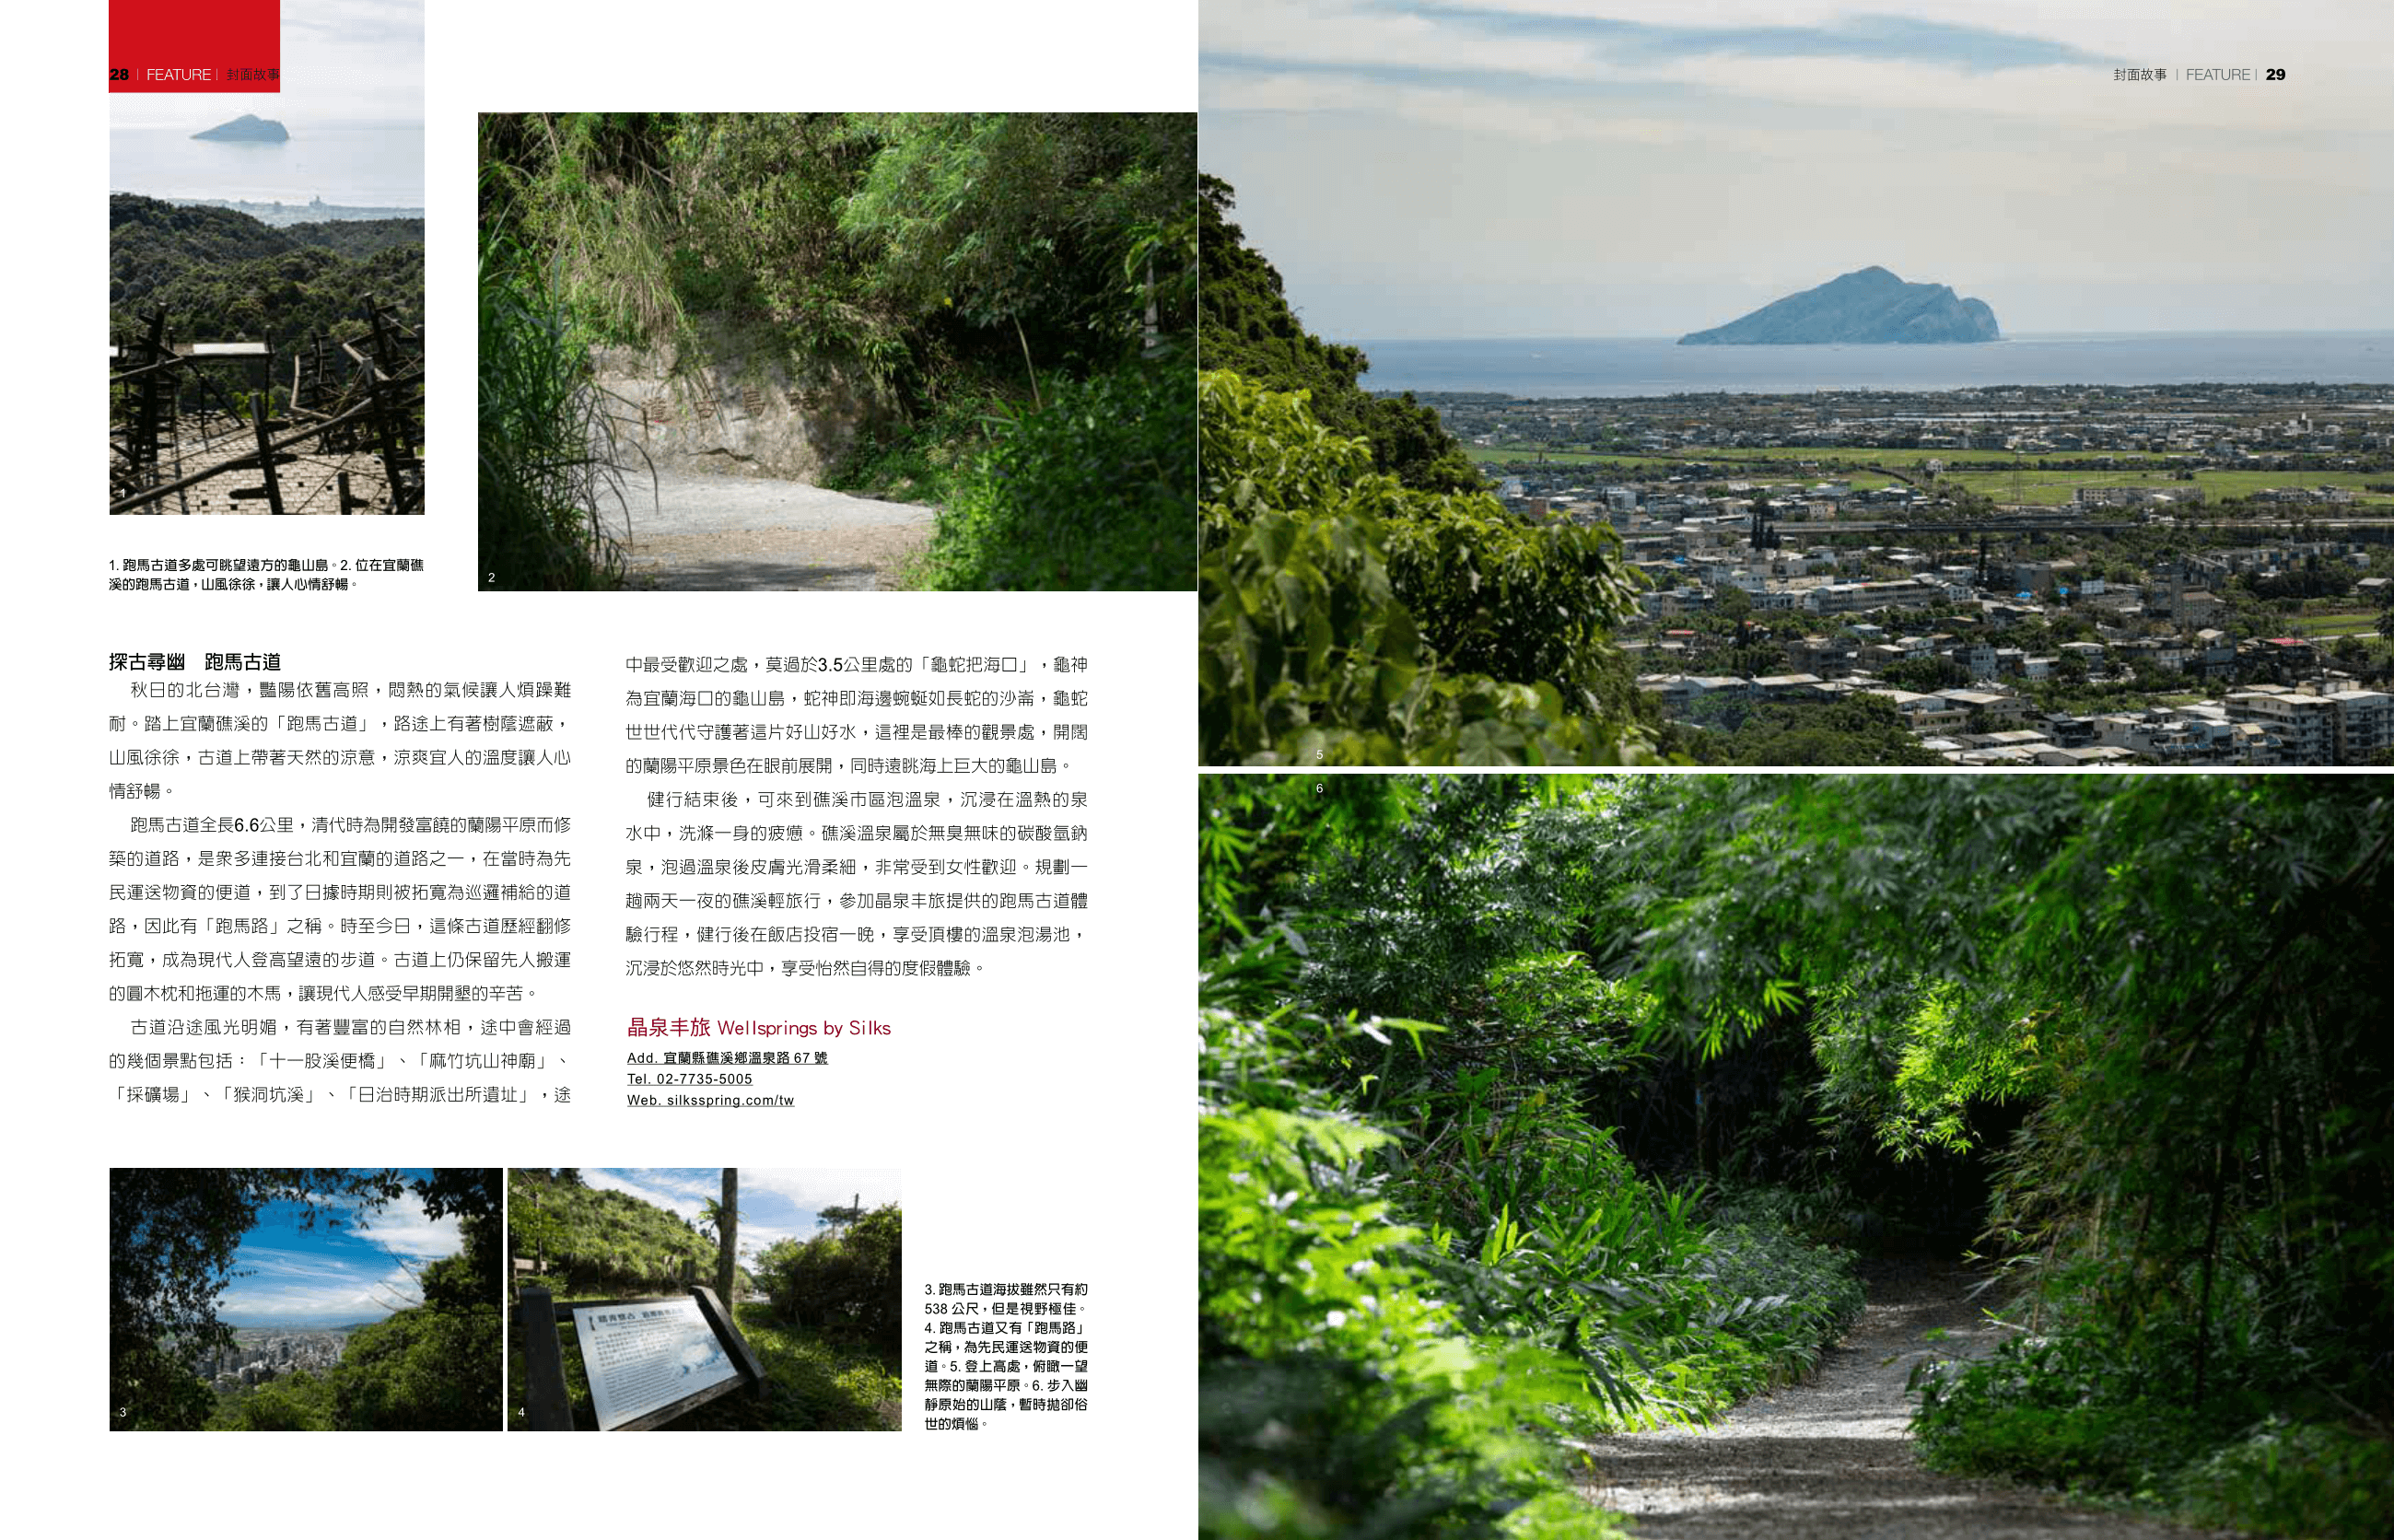 28 | FEATURE | 封面故事
封面故事 | FEATURE | 29
1
2
1. 跑馬古道多處可眺望遠方的龜山島。2. 位在宜蘭礁
溪的跑馬古道，山風徐徐，讓人心情舒暢。
探古尋幽　跑馬古道
秋日的北台灣，豔陽依舊高照，悶熱的氣候讓人煩躁難
耐。踏上宜蘭礁溪的「跑馬古道」，路途上有著樹蔭遮蔽，
山風徐徐，古道上帶著天然的涼意，涼爽宜人的溫度讓人心
情舒暢。
跑馬古道全長6.6公里，清代時為開發富饒的蘭陽平原而修
築的道路，是眾多連接台北和宜蘭的道路之一，在當時為先
民運送物資的便道，到了日據時期則被拓寬為巡邏補給的道
路，因此有「跑馬路」之稱。時至今日，這條古道歷經翻修
拓寬，成為現代人登高望遠的步道。古道上仍保留先人搬運
的圓木枕和拖運的木馬，讓現代人感受早期開墾的辛苦。
古道沿途風光明媚，有著豐富的自然林相，途中會經過
的幾個景點包括：「十一股溪便橋」、「麻竹坑山神廟」、
「採礦場」、「猴洞坑溪」、「日治時期派出所遺址」，途
中最受歡迎之處，莫過於3.5公里處的「龜蛇把海口」，龜神
為宜蘭海口的龜山島，蛇神即海邊蜿蜒如長蛇的沙崙，龜蛇
世世代代守護著這片好山好水，這裡是最棒的觀景處，開闊
的蘭陽平原景色在眼前展開，同時遠眺海上巨大的龜山島。
健行結束後，可來到礁溪市區泡溫泉，沉浸在溫熱的泉
水中，洗滌一身的疲憊。礁溪溫泉屬於無臭無味的碳酸氫鈉
泉，泡過溫泉後皮膚光滑柔細，非常受到女性歡迎。規劃一
趟兩天一夜的礁溪輕旅行，參加晶泉丰旅提供的跑馬古道體
驗行程，健行後在飯店投宿一晚，享受頂樓的溫泉泡湯池，
沉浸於悠然時光中，享受怡然自得的度假體驗。
晶泉丰旅 Wellsprings by Silks
Add. 宜蘭縣礁溪鄉溫泉路 67 號
Tel. 02-7735-5005
Web. silksspring.com/tw
3
4
3. 跑馬古道海拔雖然只有約
538 公尺，但是視野極佳。
4. 跑馬古道又有「跑馬路」
之稱，為先民運送物資的便
道。5. 登上高處，俯瞰一望
無際的蘭陽平原。6. 步入幽
靜原始的山蔭，暫時拋卻俗
世的煩惱。
5
6